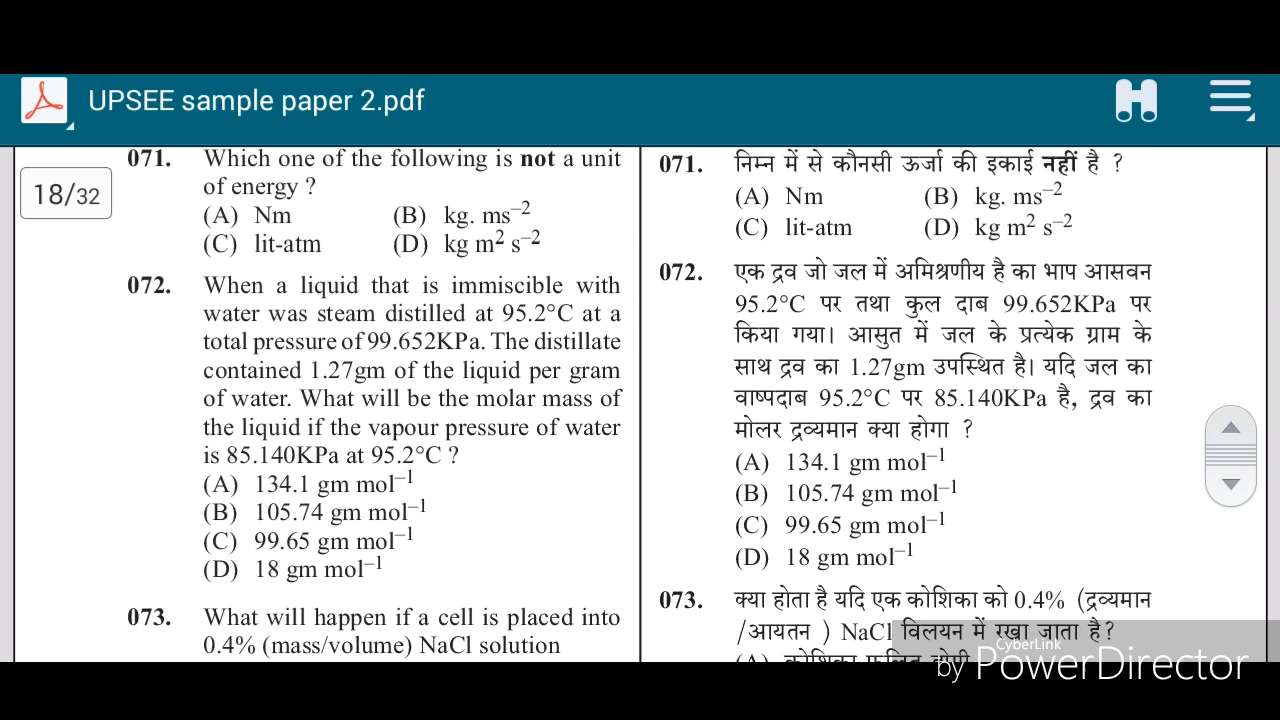 UPSEE sample paper 2.pdf
18/32
071. Which one of the following is not a unit
of energy ?
(A) Nm (B) kg. ms⁻²
(C) lit-atm (D) kg m² s⁻²
072. When a liquid that is immiscible with
water was steam distilled at 95.2°C at a
total pressure of 99.652KPa. The distillate
contained 1.27gm of the liquid per gram
of water. What will be the molar mass of
the liquid if the vapour pressure of water
is 85.140KPa at 95.2°C ?
(A) 134.1 gm mol⁻¹
(B) 105.74 gm mol⁻¹
(C) 99.65 gm mol⁻¹
(D) 18 gm mol⁻¹
073. What will happen if a cell is placed into
0.4% (mass/volume) NaCl solution
071. निम्न में से कौनसी ऊर्जा की इकाई नहीं है ?
(A) Nm (B) kg. ms⁻²
(C) lit-atm (D) kg m² s⁻²
072. एक द्रव जो जल में अमिश्रणीय है का भाप आसवन
95.2°C पर तथा कुल दाब 99.652KPa पर
किया गया। आसुत में जल के प्रत्येक ग्राम के
साथ द्रव का 1.27gm उपस्थित है। यदि जल का
वाष्पदाब 95.2°C पर 85.140KPa है, द्रव का
मोलर द्रव्यमान क्या होगा ?
(A) 134.1 gm mol⁻¹
(B) 105.74 gm mol⁻¹
(C) 99.65 gm mol⁻¹
(D) 18 gm mol⁻¹
073. क्या होता है यदि एक कोशिका को 0.4% (द्रव्यमान
/आयतन ) NaCl विलयन में रखा जाता है?
(A) कोशिका
CyberLink
by PowerDirector